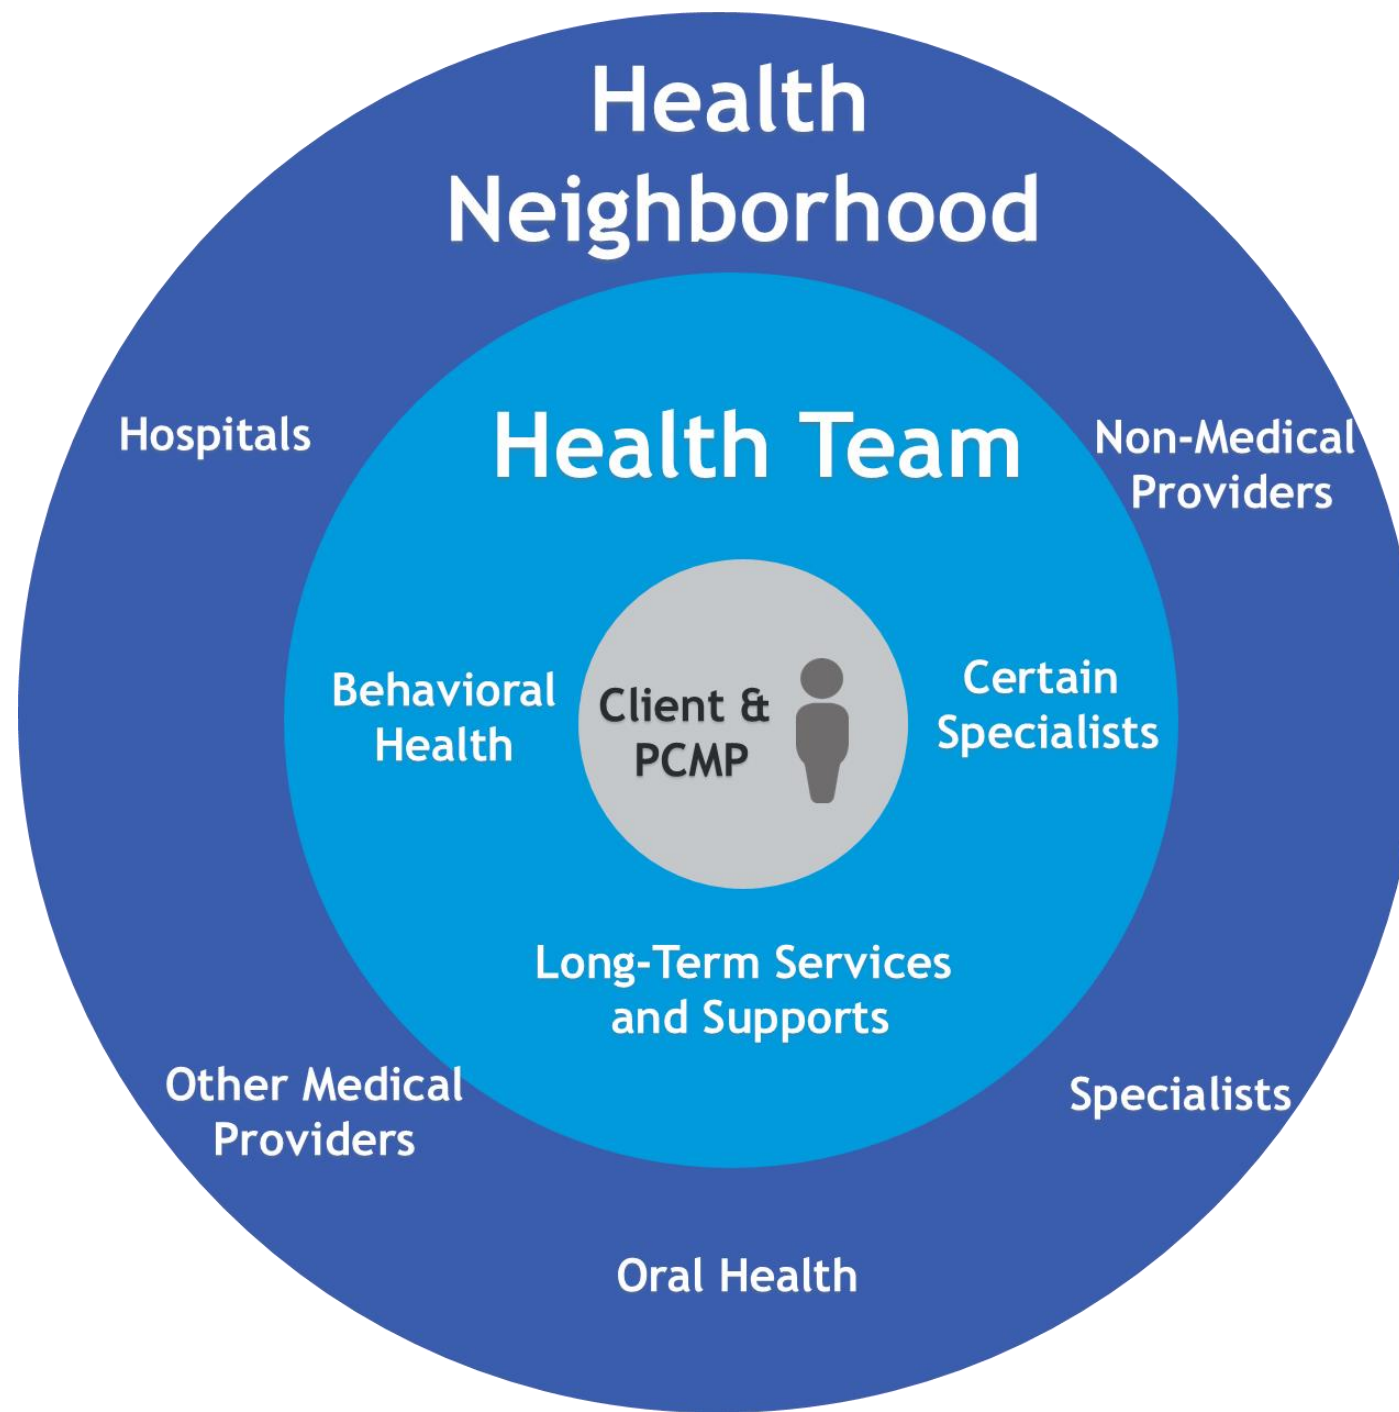 Health
Neighborhood
Hospitals
Non-Medical
Providers
Health Team
Behavioral
Health
Client &
PCMP
Certain
Specialists
Long-Term Services
and Supports
Other Medical
Providers
Specialists
Oral Health